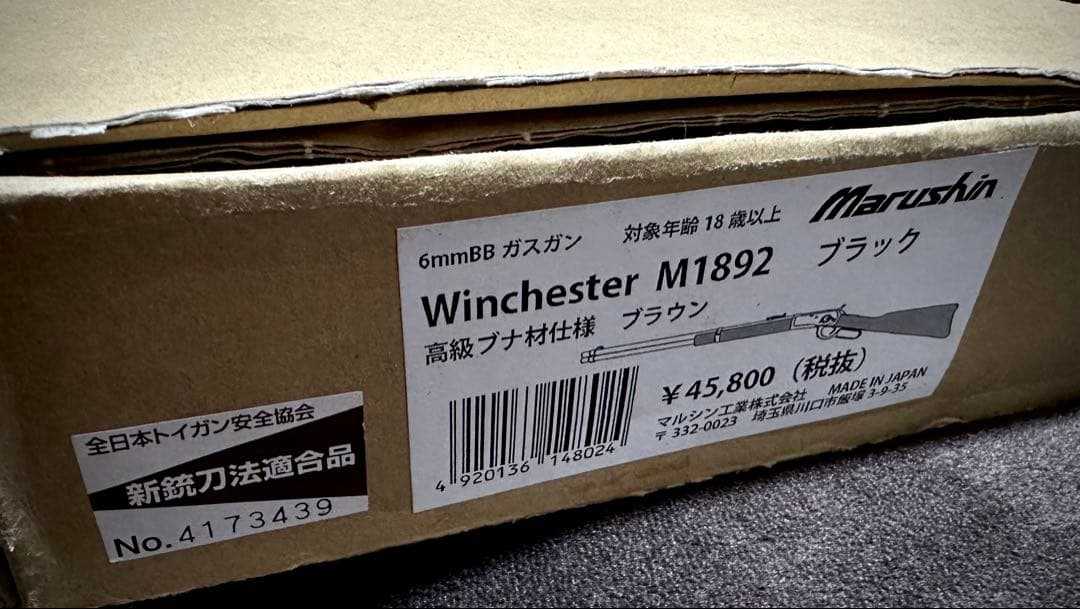 6mmBB ガスガン 対象年齢 18 歳以上 Marushin
Winchester M1892 ブラック
高級ブナ材仕様 ブラウン
¥45,800（税抜）
マルシン工業株式会社 MADE IN JAPAN
〒332-0023 埼玉県川口市飯塚 3-9-35
4 920136 148024
全日本トイガン安全協会
新銃刀法適合品
No.4173439